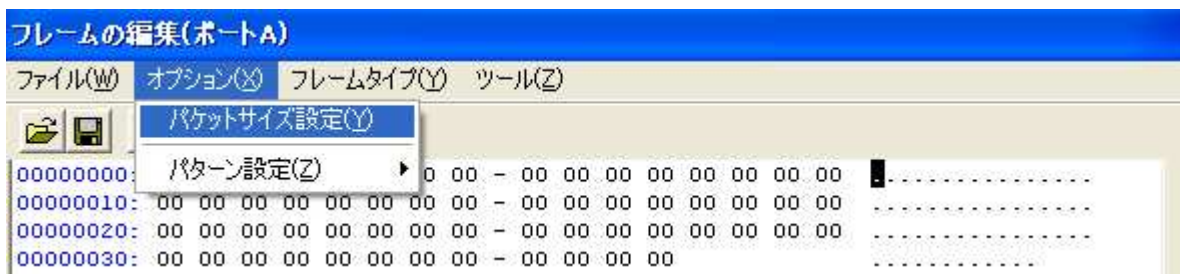 フレームの編集(ポートA)
ファイル(W) オプション(X) フレームタイプ(Y) ツール(Z)
パケットサイズ設定(Y)
パターン設定(Z)
00000000: 0 00 - 00 00 00 00 00 00 00 00 ................
00000010: 00 00 00 00 00 00 00 00 - 00 00 00 00 00 00 00 00 ................
00000020: 00 00 00 00 00 00 00 00 - 00 00 00 00 00 00 00 00 ................
00000030: 00 00 00 00 00 00 00 00 - 00 00 00 00 ............